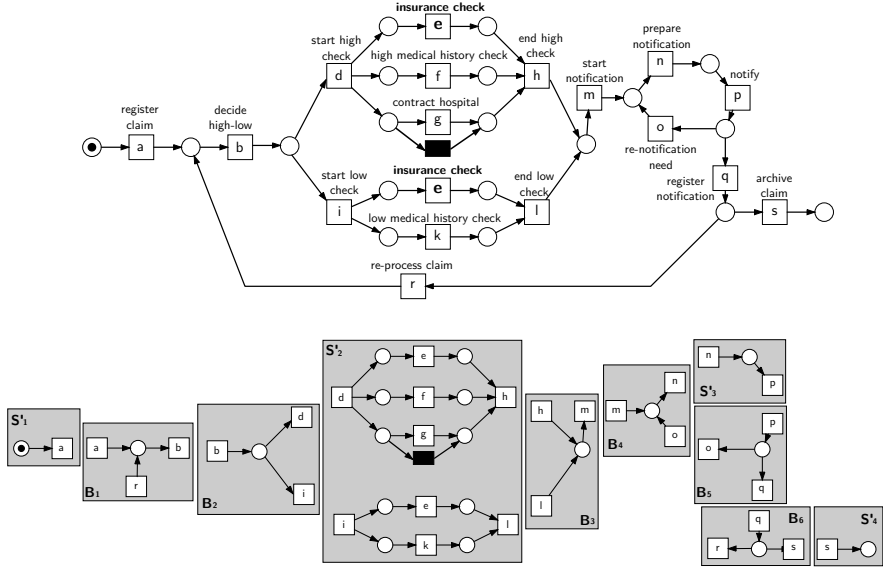 insurance check
e
start high
check
end high
check
high medical history check
d
f
h
contract hospital
g
prepare
notification
n
start
notification
m
notify
p
o
re-notification
need
register
claim
a
decide
high-low
b
start low
check
i
insurance check
e
end low
check
l
low medical history check
k
register
notification
q
archive
claim
s
re-process claim
r
S'1
a
a
b
r
B1
b
d
i
B2
S'2
e
d
f
h
g
i
e
l
k
h
m
l
B3
n
m
o
B4
n
p
S'3
p
o
q
B5
q
B6
r
s
S'4
s